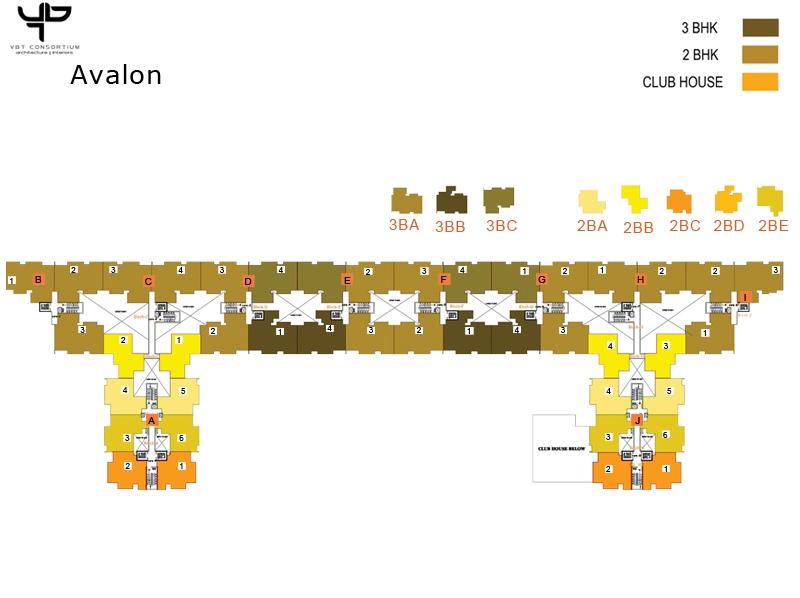 VBT CONSORTIUM
architecture | interiors
Avalon
3 BHK
2 BHK
CLUB HOUSE
3BA 3BB 3BC 2BA 2BB 2BC 2BD 2BE
1 B 2 3 C 4 3 D 4 E 2 3 F 4 1 G 2 1 H 2 2 I 3
3 2 1 4 3 2 1 4 3 1
2 1 4 3
4 5 4 5
A J
3 6 3 6
CLUB HOUSE BELOW
2 1 2 1